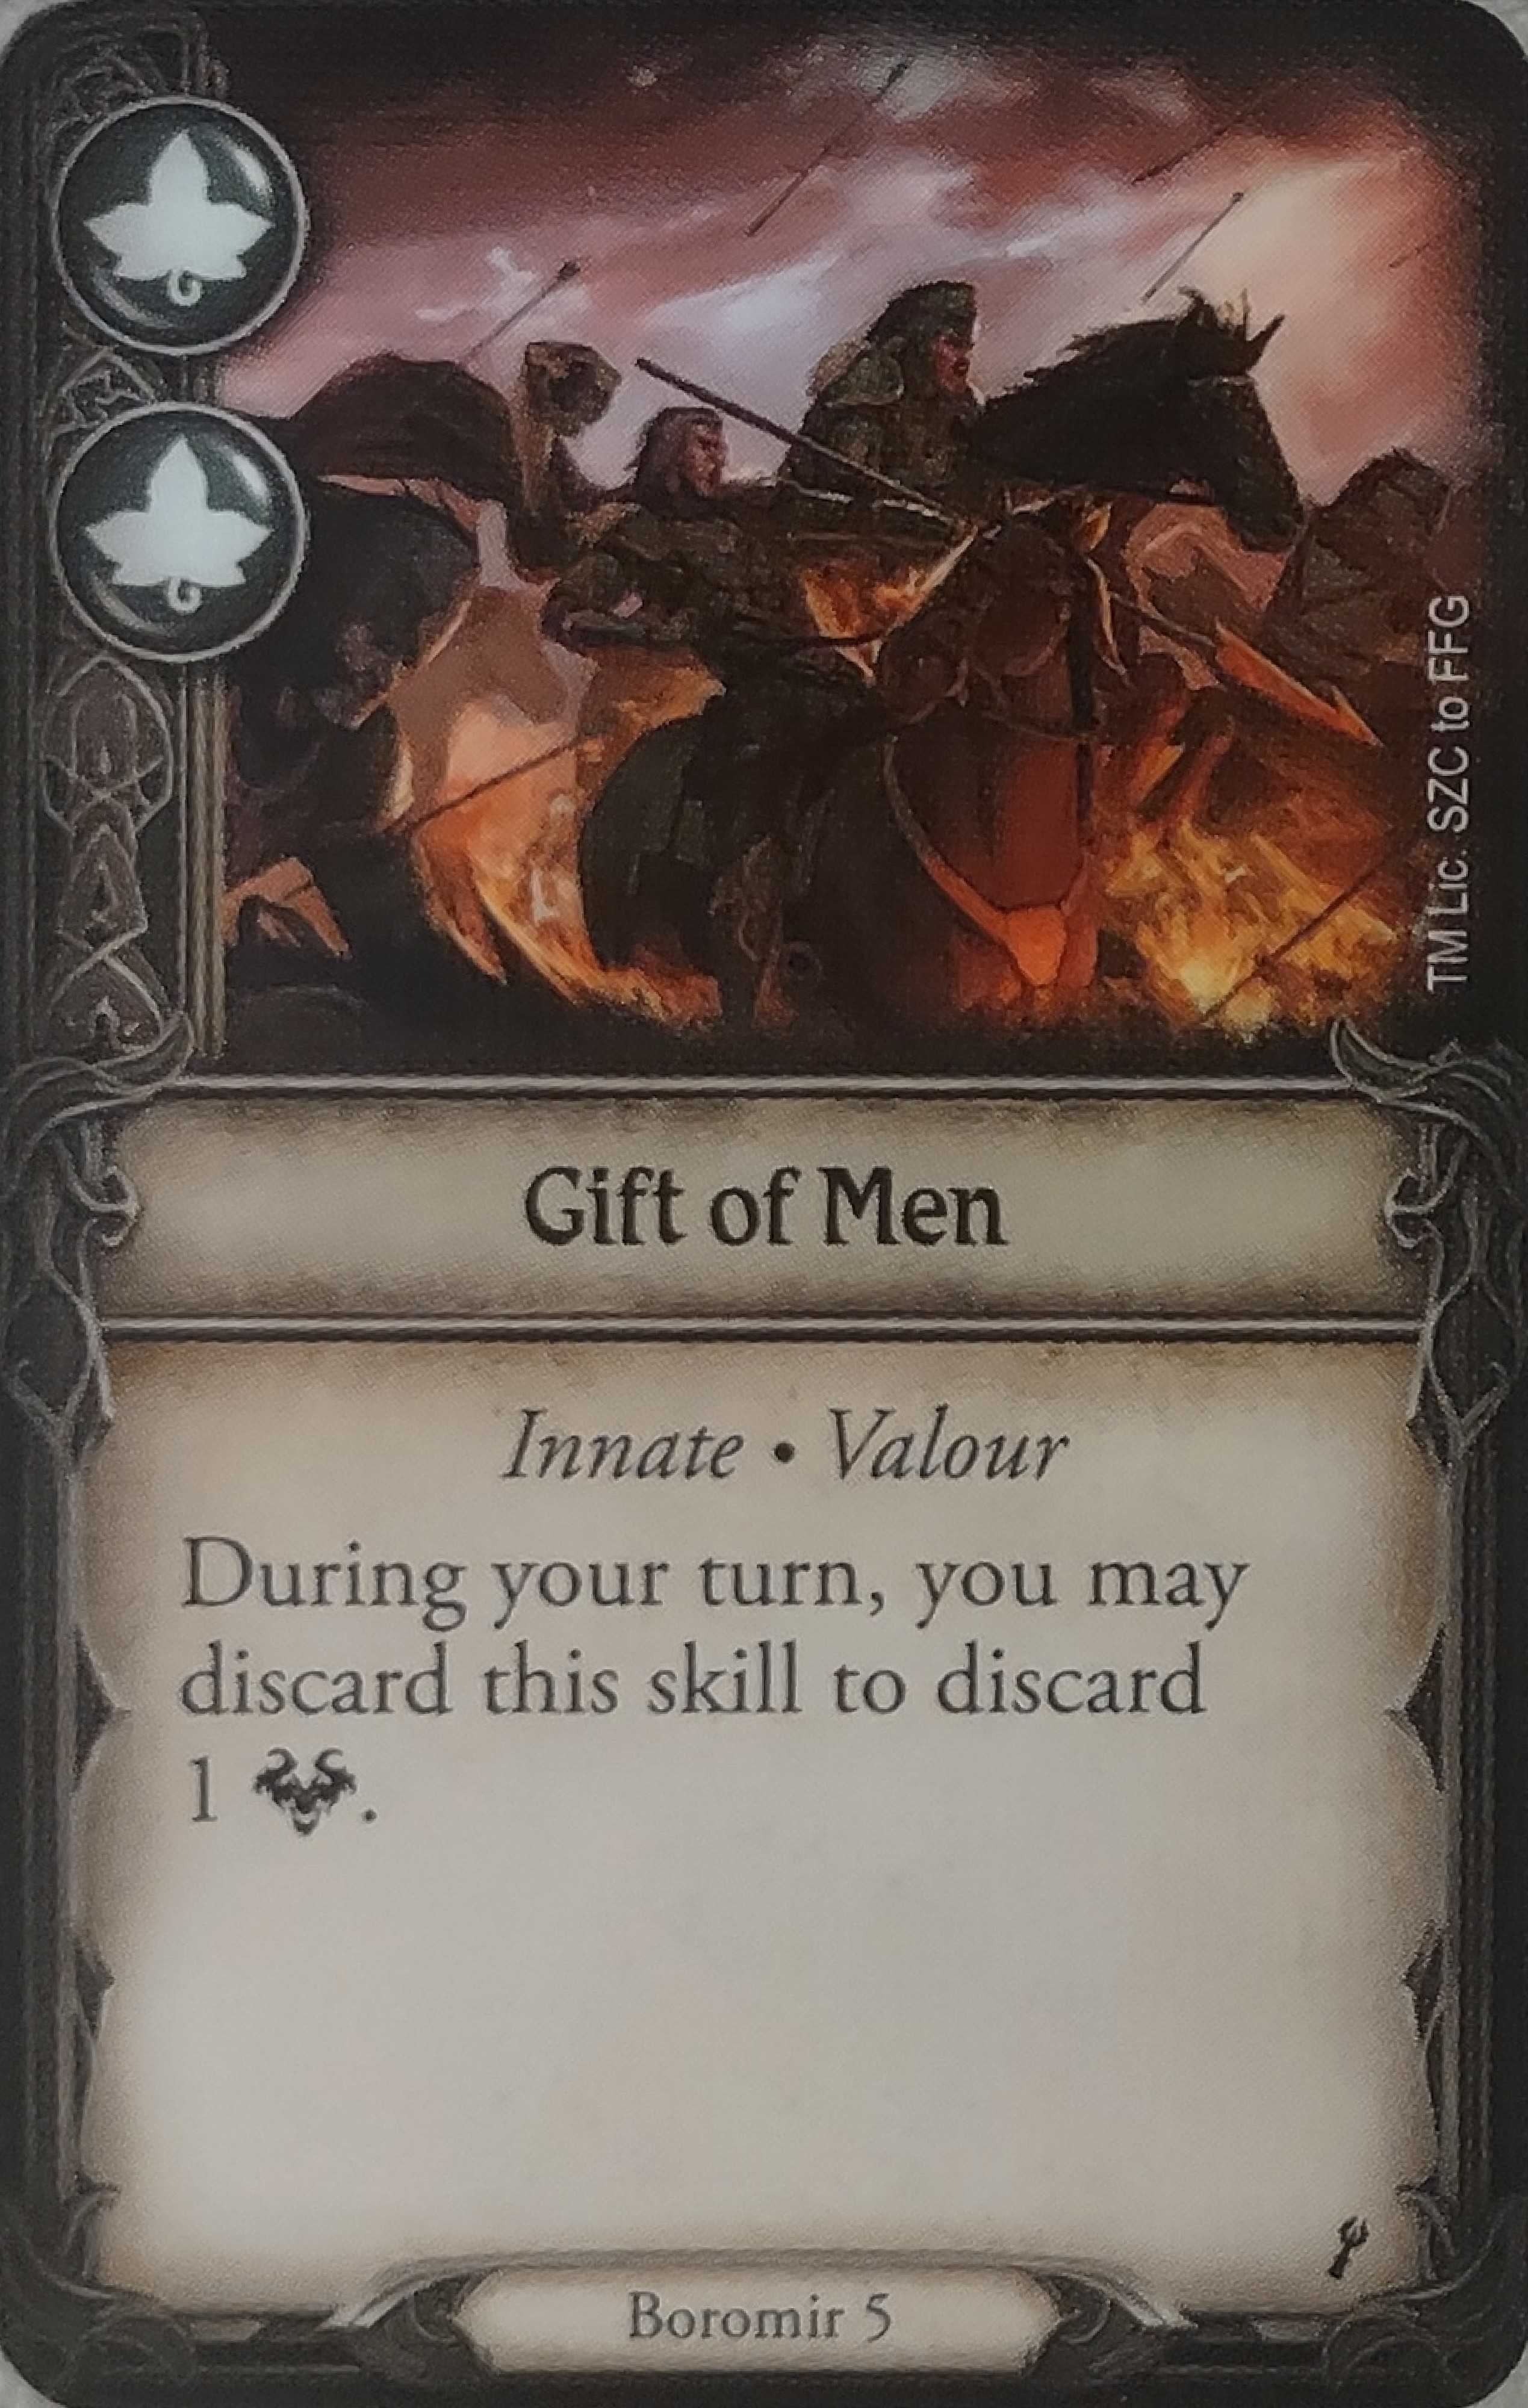 TM Lic. SZC to FFG
Gift of Men
Innate • Valour
During your turn, you may
discard this skill to discard
1 .
Boromir 5